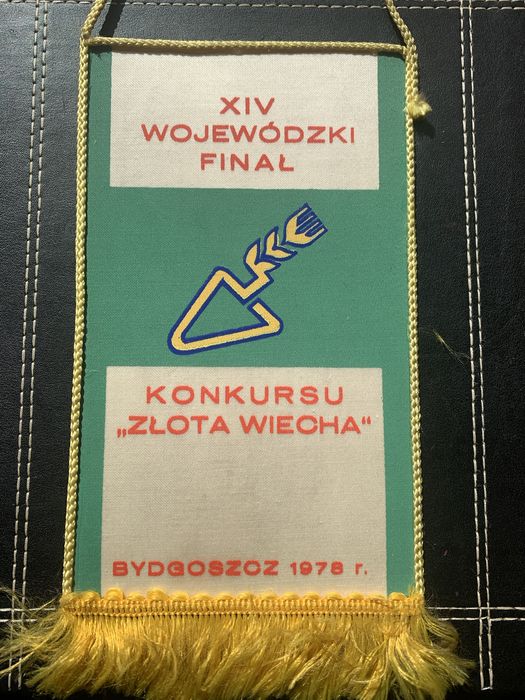 XIV
WOJEWÓDZKI
FINAŁ
KONKURSU
„ZŁOTA WIECHA"
BYDGOSZCZ 1978 r.